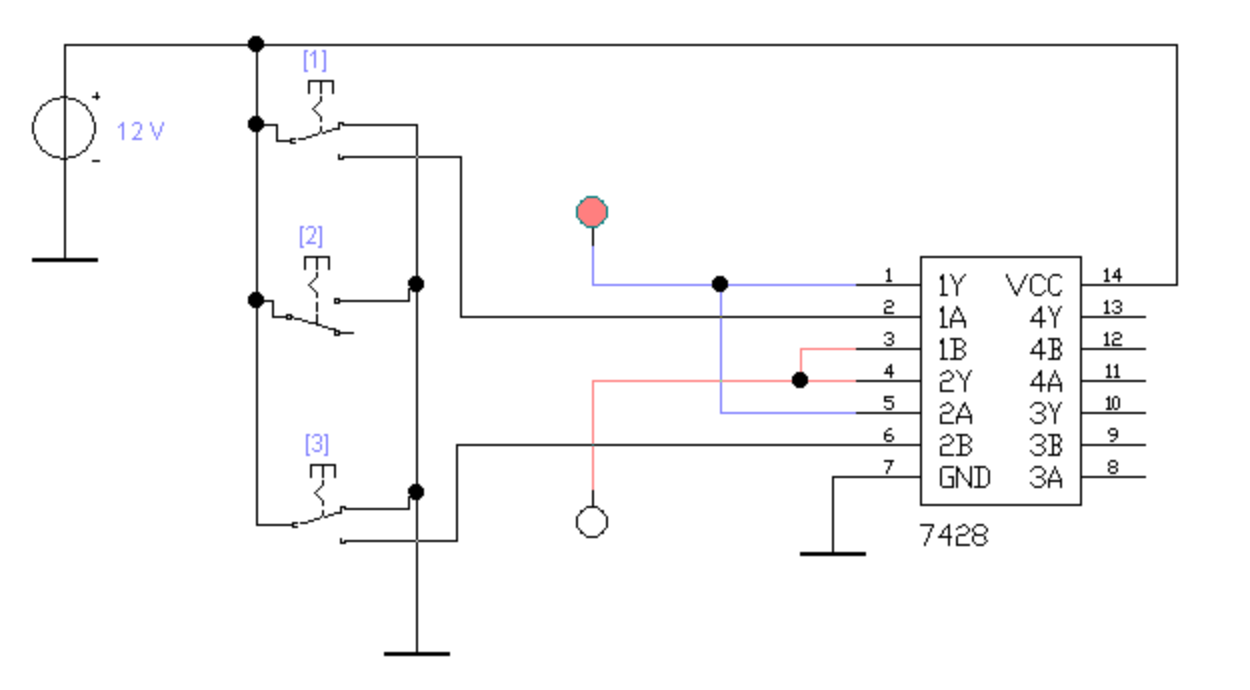 [1]
+
12 V
-
[2]
[3]
1 1Y VCC 14
2 1A 4Y 13
3 1B 4B 12
4 2Y 4A 11
5 2A 3Y 10
6 2B 3B 9
7 GND 3A 8
7428